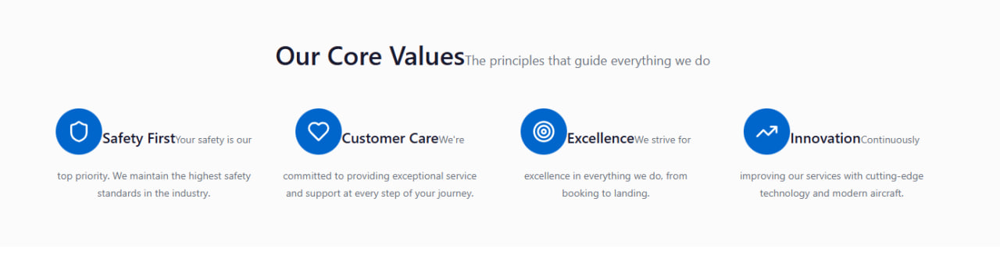 Our Core ValuesThe principles that guide everything we do
Safety FirstYour safety is our
top priority. We maintain the highest safety
standards in the industry.
Customer CareWe're
committed to providing exceptional service
and support at every step of your journey.
ExcellenceWe strive for
excellence in everything we do, from
booking to landing.
InnovationContinuously
improving our services with cutting-edge
technology and modern aircraft.